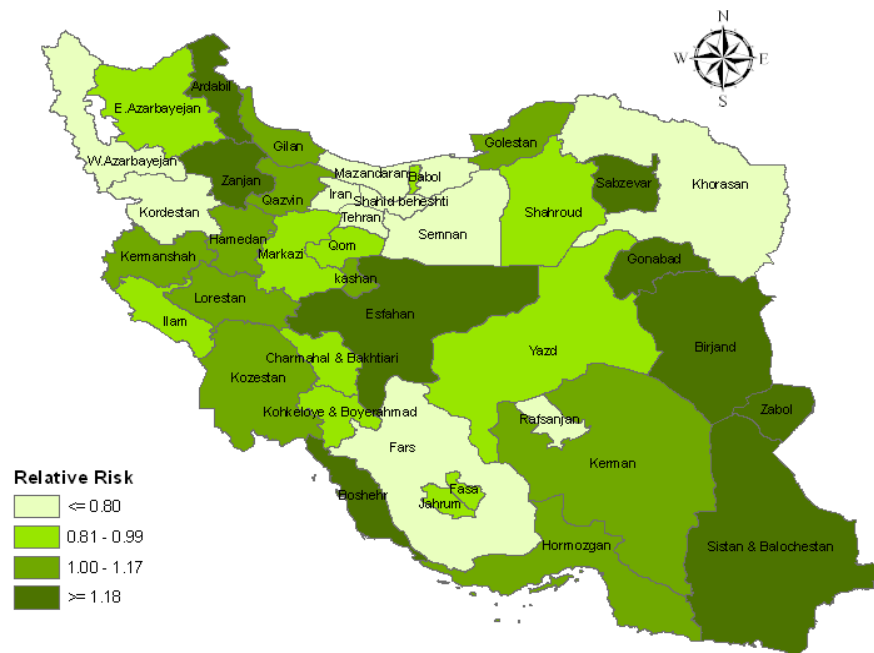 N
W E
S
Ardabil
E.Azarbayejan
Gilan
Golestan
W.Azarbayejan
Mazandaran
Babol
Zanjan
Sabzevar
Khorasan
Qazvin
Iran
Shahid-beheshti
Kordestan
Tehran
Shahroud
Hamedan
Semnan
Qom
Markazi
Kermanshah
Gonabad
kashan
Lorestan
Esfahan
Ilam
Birjand
Yazd
Charmahal & Bakhtiari
Kozestan
Zabol
Kohkeloye & Boyerahmad
Rafsanjan
Fars
Kerman
Relative Risk
<= 0.80
0.81 - 0.99
1.00 - 1.17
>= 1.18
Boshehr
Fasa
Jahrum
Hormozgan
Sistan & Balochestan